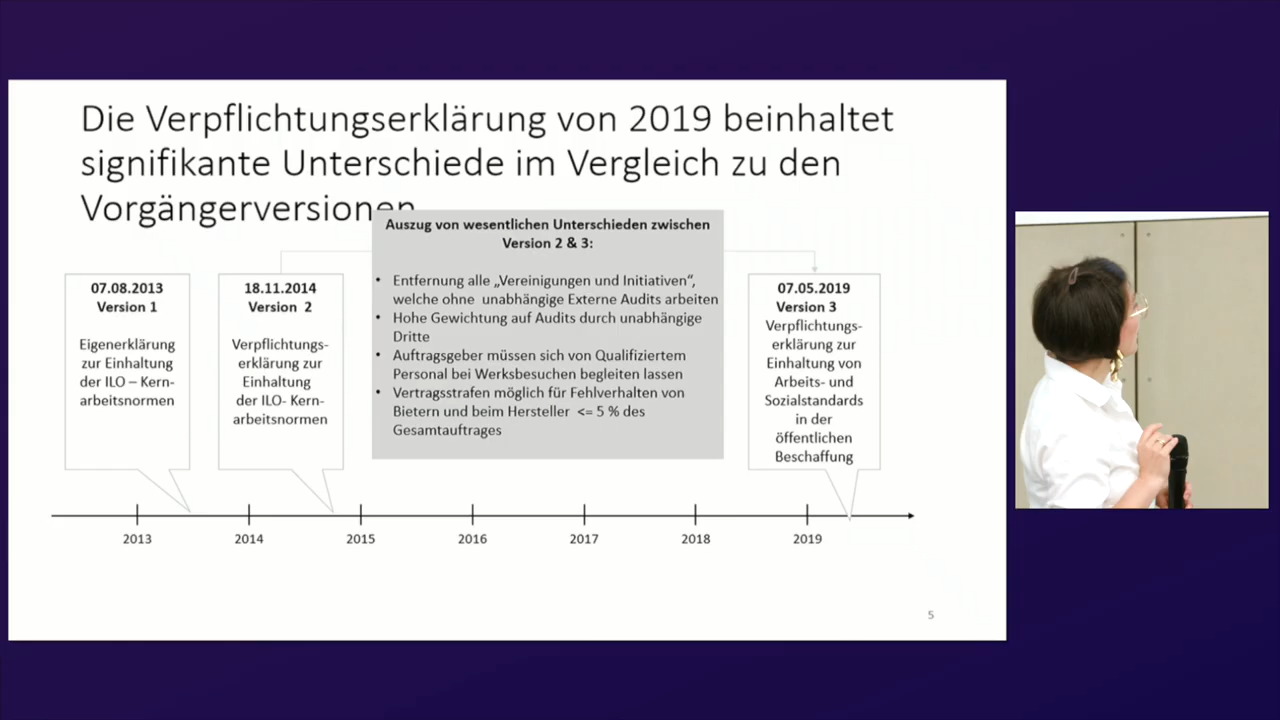 Die Verpflichtungserklärung von 2019 beinhaltet
signifikante Unterschiede im Vergleich zu den
Vorgängerversionen
07.08.2013
Version 1
Eigenerklärung
zur Einhaltung
der ILO – Kern-
arbeitsnormen
18.11.2014
Version 2
Verpflichtungs-
erklärung zur
Einhaltung
der ILO- Kern-
arbeitsnormen
Auszug von wesentlichen Unterschieden zwischen
Version 2 & 3:
• Entfernung alle „Vereinigungen und Initiativen“,
welche ohne unabhängige Externe Audits arbeiten
• Hohe Gewichtung auf Audits durch unabhängige
Dritte
• Auftragsgeber müssen sich von Qualifiziertem
Personal bei Werksbesuchen begleiten lassen
• Vertragsstrafen möglich für Fehlverhalten von
Bietern und beim Hersteller <= 5 % des
Gesamtauftrages
07.05.2019
Version 3
Verpflichtungs-
erklärung zur
Einhaltung von
Arbeits- und
Sozialstandards
in der
öffentlichen
Beschaffung
2013 2014 2015 2016 2017 2018 2019
5